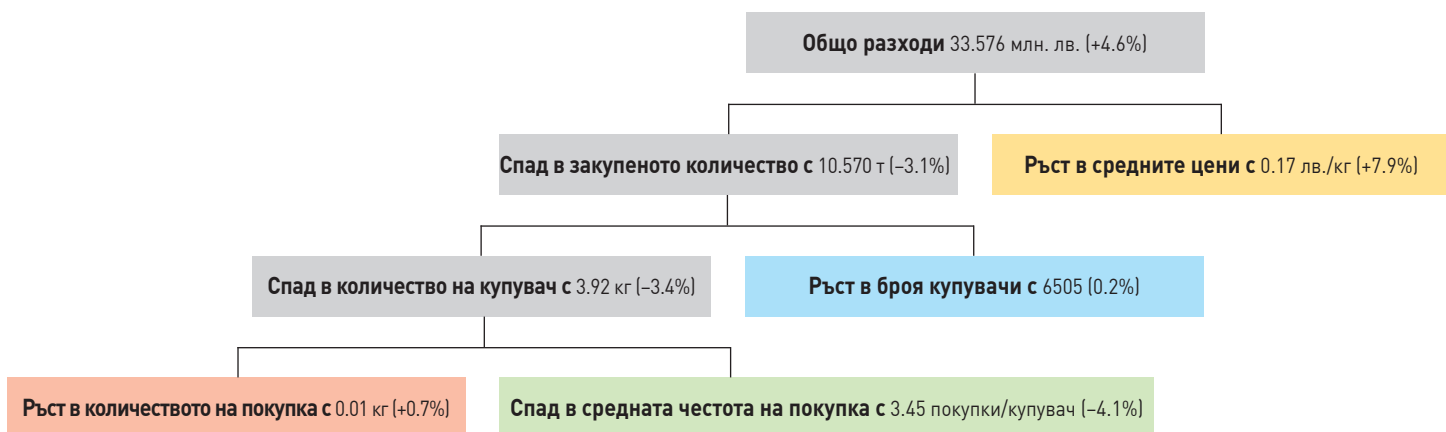 Общо разходи 33.576 млн. лв. (+4.6%)
Спад в закупеното количество с 10.570 т (–3.1%)
Ръст в средните цени с 0.17 лв./кг (+7.9%)
Спад в количество на купувач с 3.92 кг (–3.4%)
Ръст в броя купувачи с 6505 (0.2%)
Ръст в количеството на покупка с 0.01 кг (+0.7%)
Спад в средната честота на покупка с 3.45 покупки/купувач (–4.1%)